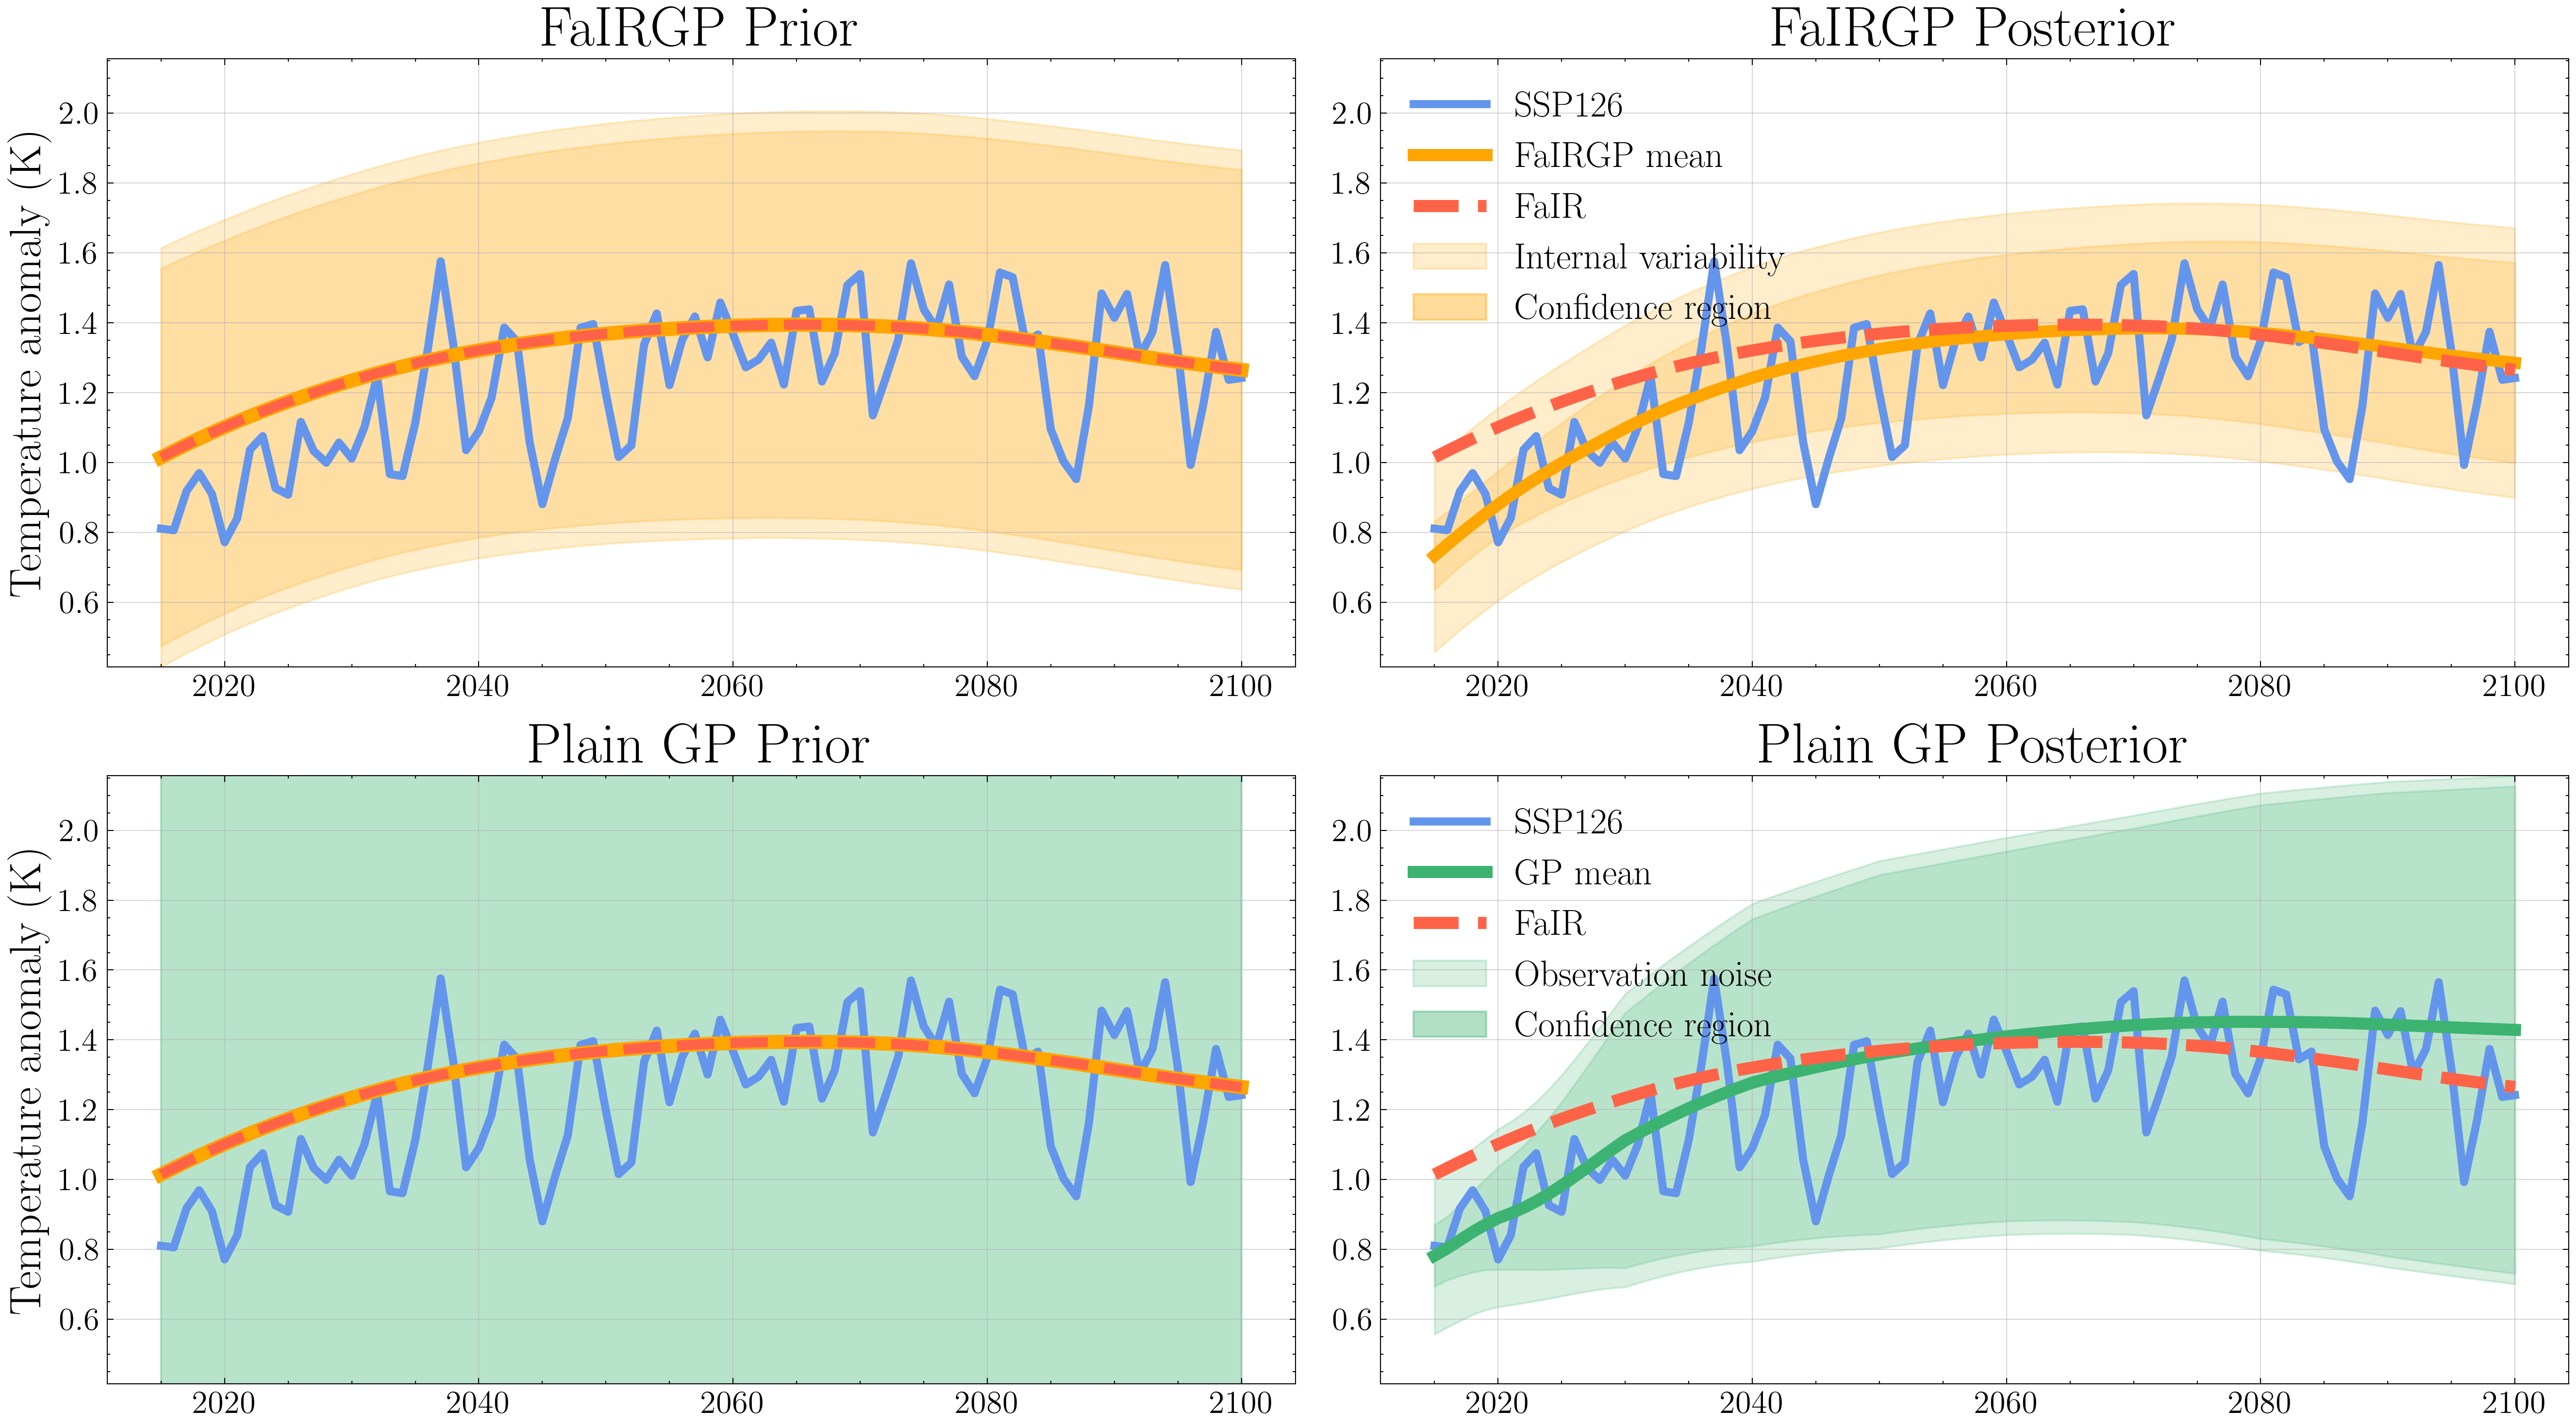 FaIRGP Prior
Temperature anomaly (K)
2.0
1.8
1.6
1.4
1.2
1.0
0.8
0.6
2020 2040 2060 2080 2100
FaIRGP Posterior
2.0
1.8
1.6
1.4
1.2
1.0
0.8
0.6
SSP126
FaIRGP mean
FaIR
Internal variability
Confidence region
2020 2040 2060 2080 2100
Plain GP Prior
Temperature anomaly (K)
2.0
1.8
1.6
1.4
1.2
1.0
0.8
0.6
2020 2040 2060 2080 2100
Plain GP Posterior
2.0
1.8
1.6
1.4
1.2
1.0
0.8
0.6
SSP126
GP mean
FaIR
Observation noise
Confidence region
2020 2040 2060 2080 2100